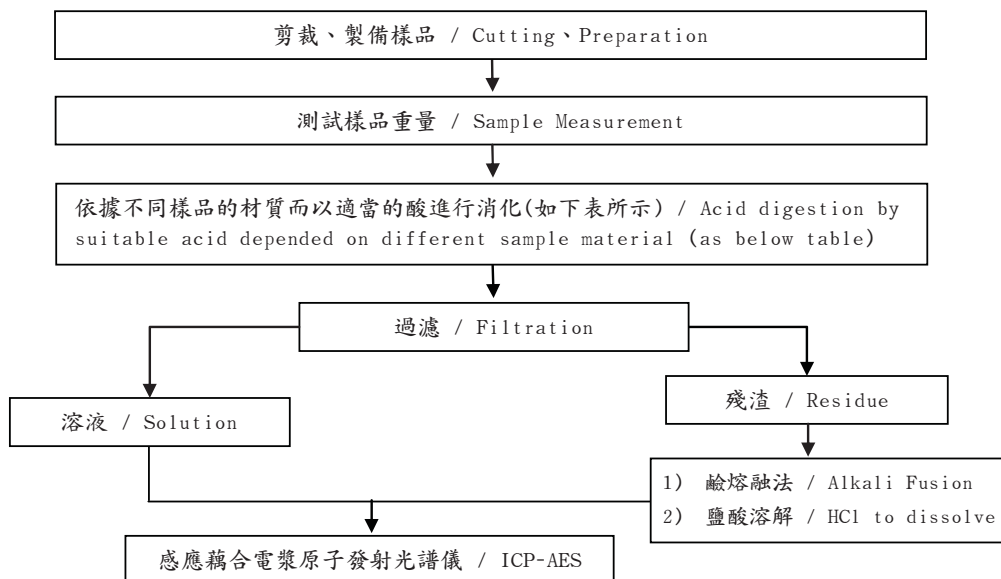 剪裁、製備樣品 / Cutting、Preparation
測試樣品重量 / Sample Measurement
依據不同樣品的材質而以適當的酸進行消化(如下表所示) / Acid digestion by
suitable acid depended on different sample material (as below table)
過濾 / Filtration
溶液 / Solution
殘渣 / Residue
1) 鹼熔融法 / Alkali Fusion
2) 鹽酸溶解 / HCl to dissolve
感應藕合電漿原子發射光譜儀 / ICP-AES